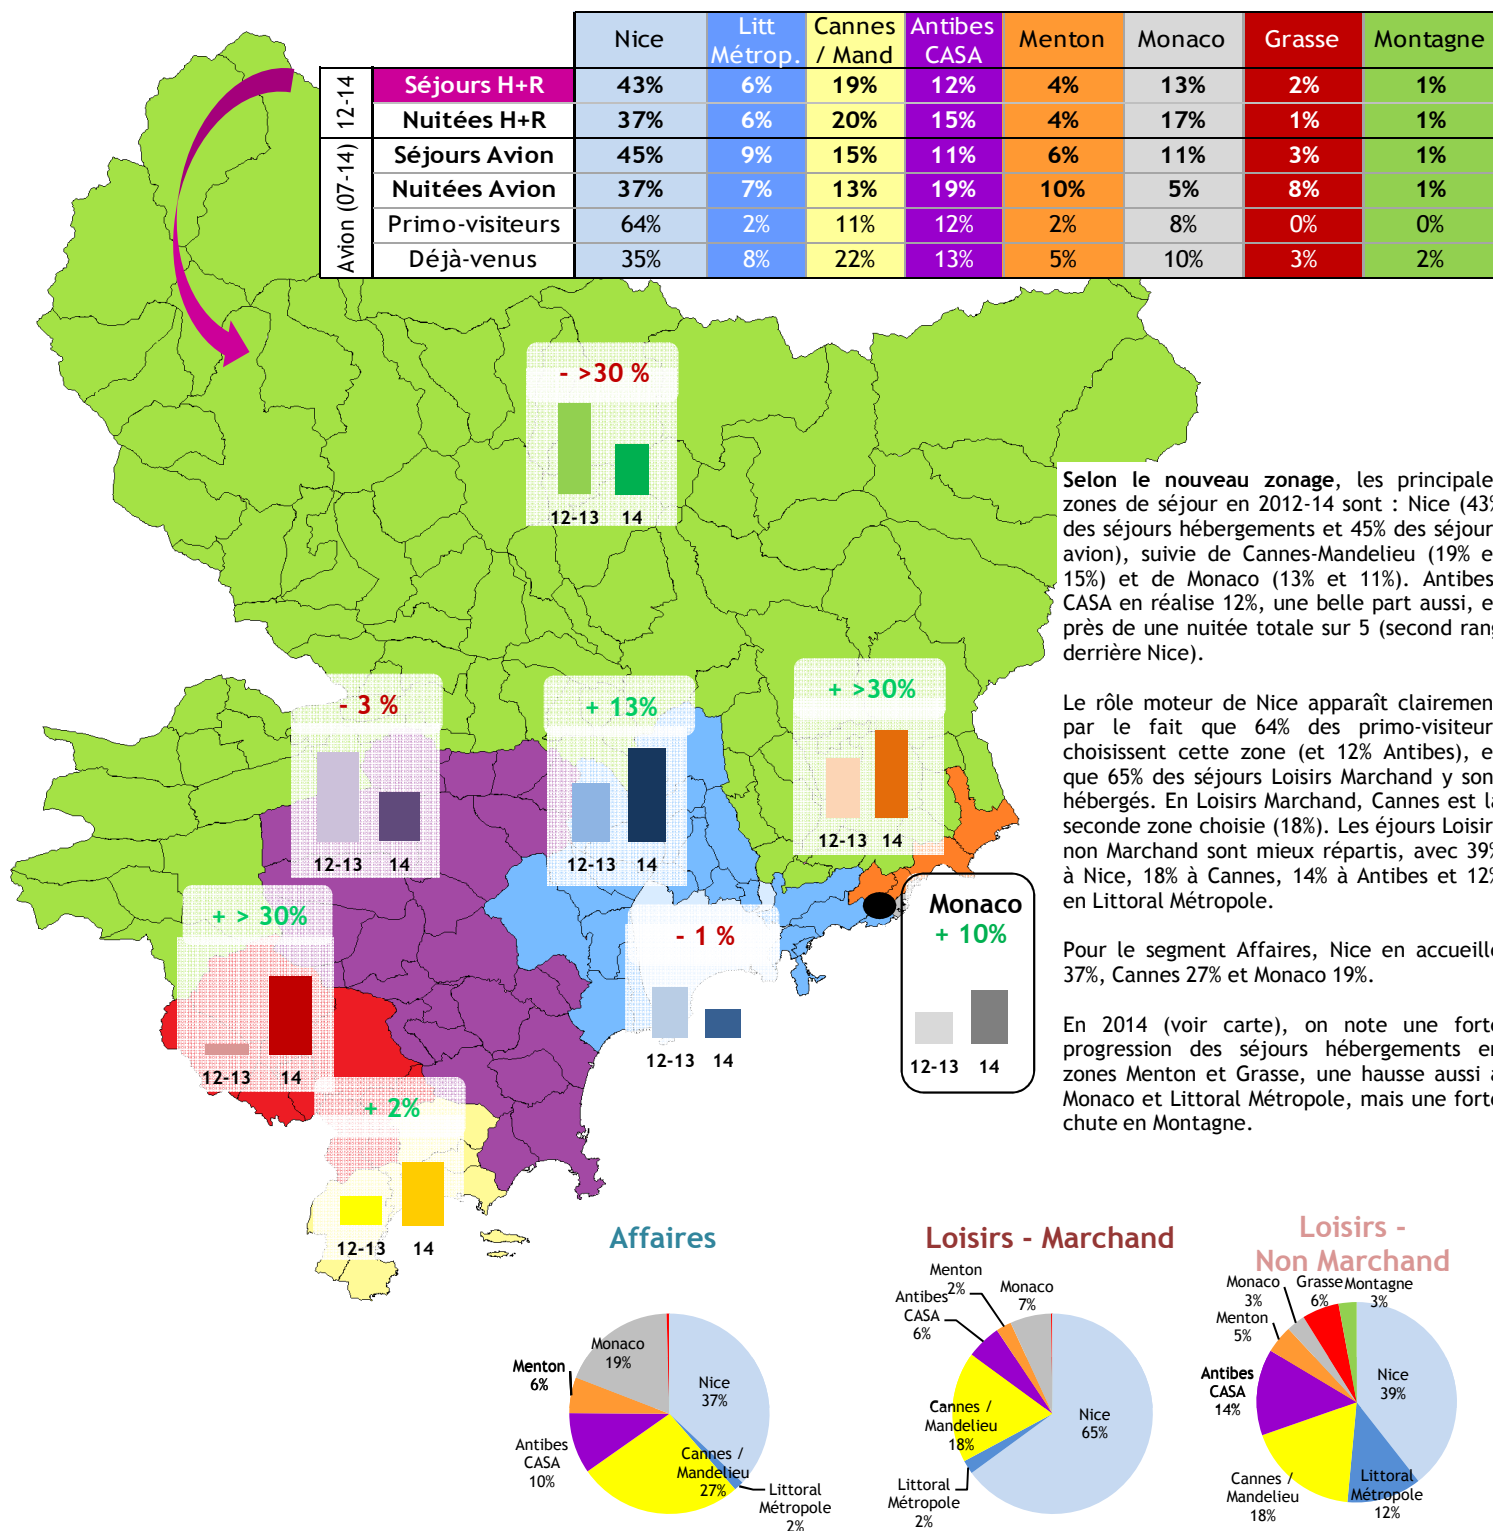 Nice Litt Métrop. Cannes / Mand Antibes CASA Menton Monaco Grasse Montagne
12-14
Séjours H+R 43% 6% 19% 12% 4% 13% 2% 1%
Nuitées H+R 37% 6% 20% 15% 4% 17% 1% 1%
Avion (07-14)
Séjours Avion 45% 9% 15% 11% 6% 11% 3% 1%
Nuitées Avion 37% 7% 13% 19% 10% 5% 8% 1%
Primo-visiteurs 64% 2% 11% 12% 2% 8% 0% 0%
Déjà-venus 35% 8% 22% 13% 5% 10% 3% 2%
- >30 %
12-13 14
- 3 %
12-13 14
+ 13%
12-13 14
+ >30%
12-13 14
+ > 30%
12-13 14
- 1 %
12-13 14
Monaco
+ 10%
12-13 14
+ 2%
12-13 14
Selon le nouveau zonage, les principale
zones de séjour en 2012-14 sont : Nice (43%
des séjours hébergements et 45% des séjour
avion), suivie de Cannes-Mandelieu (19% e
15%) et de Monaco (13% et 11%). Antibes
CASA en réalise 12%, une belle part aussi, e
près de une nuitée totale sur 5 (second rang
derrière Nice).
Le rôle moteur de Nice apparaît clairemen
par le fait que 64% des primo-visiteur
choisissent cette zone (et 12% Antibes), e
que 65% des séjours Loisirs Marchand y son
hébergés. En Loisirs Marchand, Cannes est la
seconde zone choisie (18%). Les éjours Loisir
non Marchand sont mieux répartis, avec 39%
à Nice, 18% à Cannes, 14% à Antibes et 12%
en Littoral Métropole.
Pour le segment Affaires, Nice en accueille
37%, Cannes 27% et Monaco 19%.
En 2014 (voir carte), on note une forte
progression des séjours hébergements en
zones Menton et Grasse, une hausse aussi à
Monaco et Littoral Métropole, mais une forte
chute en Montagne.
Affaires
Monaco
19%
Menton
6%
Nice
37%
Antibes
CASA
10%
Cannes /
Mandelieu
27%
Littoral
Métropole
2%
Loisirs - Marchand
Menton
2%
Monaco
7%
Antibes
CASA
6%
Cannes /
Mandelieu
18%
Nice
65%
Littoral
Métropole
2%
Loisirs -
Non Marchand
Monaco
3%
Grasse
6%
Montagne
3%
Menton
5%
Antibes
CASA
14%
Nice
39%
Cannes /
Mandelieu
18%
Littoral
Métropole
12%